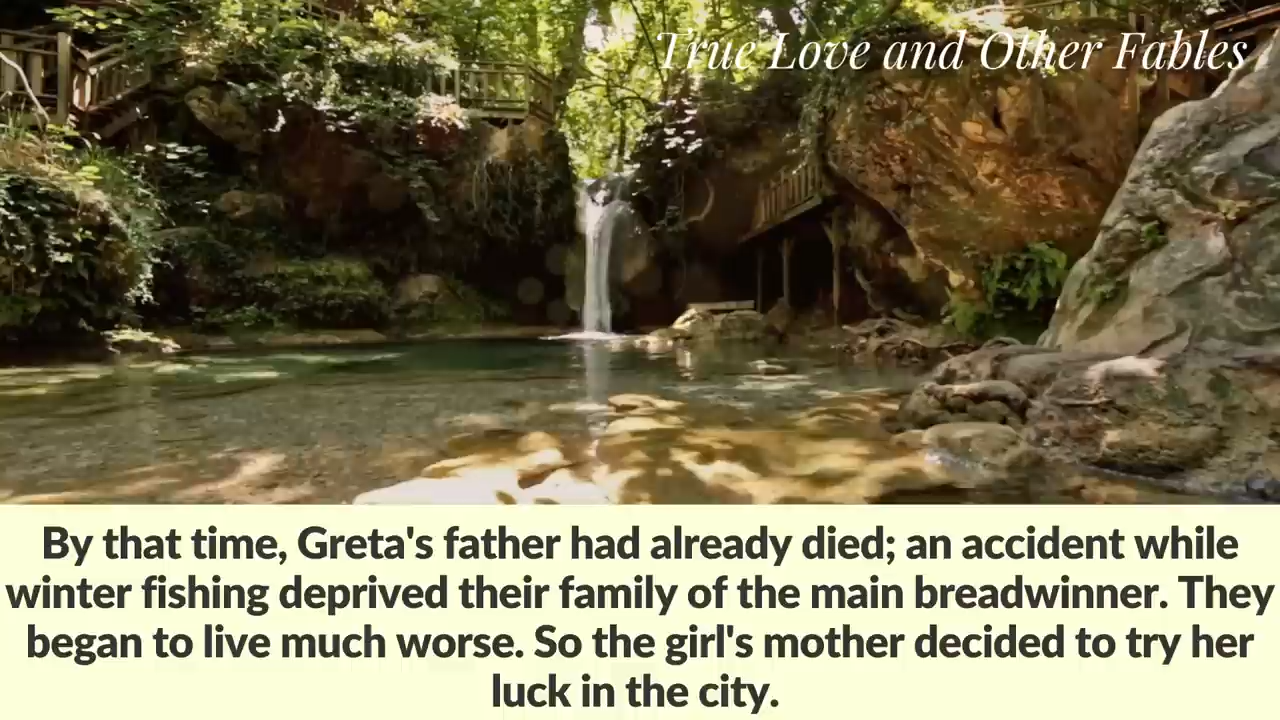 True Love and Other Fables
By that time, Greta's father had already died; an accident while
winter fishing deprived their family of the main breadwinner. They
began to live much worse. So the girl's mother decided to try her
luck in the city.